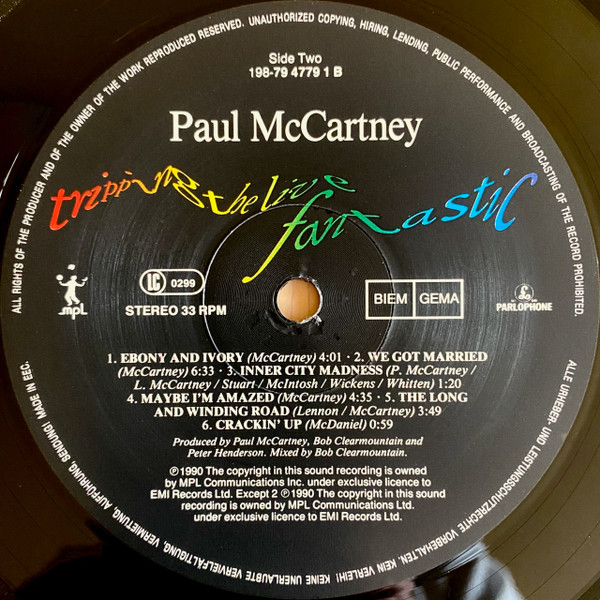 ALL RIGHTS OF THE PRODUCER AND OF THE OWNER OF THE WORK REPRODUCED RESERVED. UNAUTHORIZED COPYING, HIRING, LENDING, PUBLIC PERFORMANCE AND BROADCASTING OF THE RECORD PROHIBITED.
Side Two
198-79 4779 1 B
Paul McCartney
tripping the live fantastic
mpl
LC 0299
STEREO 33 RPM
BIEM GEMA
PARLOPHONE
1. EBONY AND IVORY (McCartney) 4:01 · 2. WE GOT MARRIED
(McCartney) 6:33 · 3. INNER CITY MADNESS (P. McCartney /
L. McCartney / Stuart / McIntosh / Wickens / Whitten) 1:20
4. MAYBE I'M AMAZED (McCartney) 4:35 · 5. THE LONG
AND WINDING ROAD (Lennon / McCartney) 3:49
6. CRACKIN' UP (McDaniel) 0:59
Produced by Paul McCartney, Bob Clearmountain and
Peter Henderson. Mixed by Bob Clearmountain.
℗1990 The copyright in this sound recording is owned
by MPL Communications Inc. under exclusive licence to
EMI Records Ltd. Except 2 ℗1990 The copyright in this sound
recording is owned by MPL Communications Ltd.
under exclusive licence to EMI Records Ltd.
ALLE URHEBER- UND LEISTUNGSSCHUTZRECHTE VORBEHALTEN. KEIN VERLEIH! KEINE UNERLAUBTE VERVIELFÄLTIGUNG, VERMIETUNG, AUFFÜHRUNG, SENDUNG! MADE IN EEC.